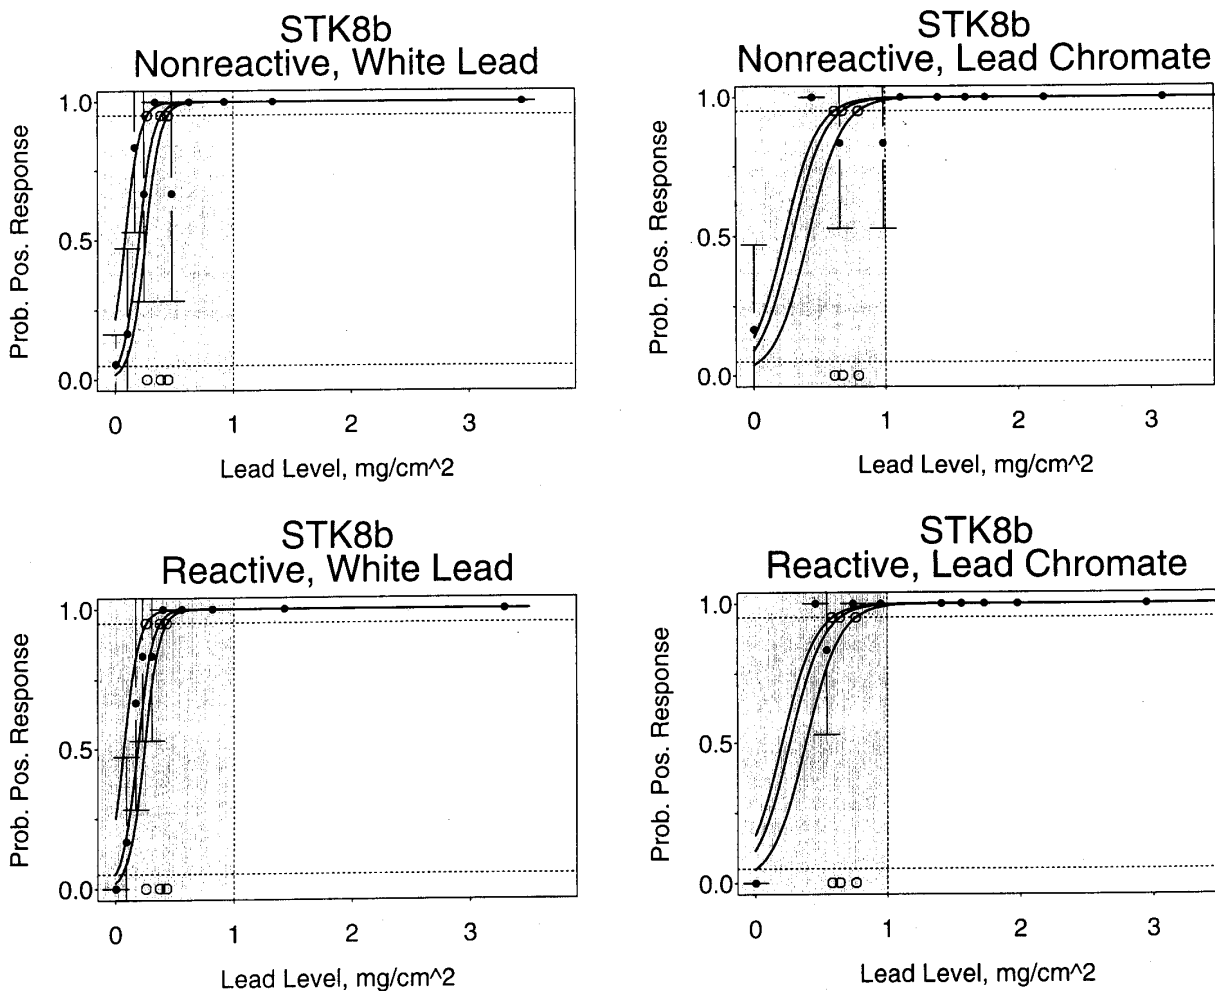 STK8b
Nonreactive, White Lead
Prob. Pos. Response
1.0
0.5
0.0
0 1 2 3
Lead Level, mg/cm^2
STK8b
Nonreactive, Lead Chromate
Prob. Pos. Response
1.0
0.5
0.0
0 1 2 3
Lead Level, mg/cm^2
STK8b
Reactive, White Lead
Prob. Pos. Response
1.0
0.5
0.0
0 1 2 3
Lead Level, mg/cm^2
STK8b
Reactive, Lead Chromate
Prob. Pos. Response
1.0
0.5
0.0
0 1 2 3
Lead Level, mg/cm^2